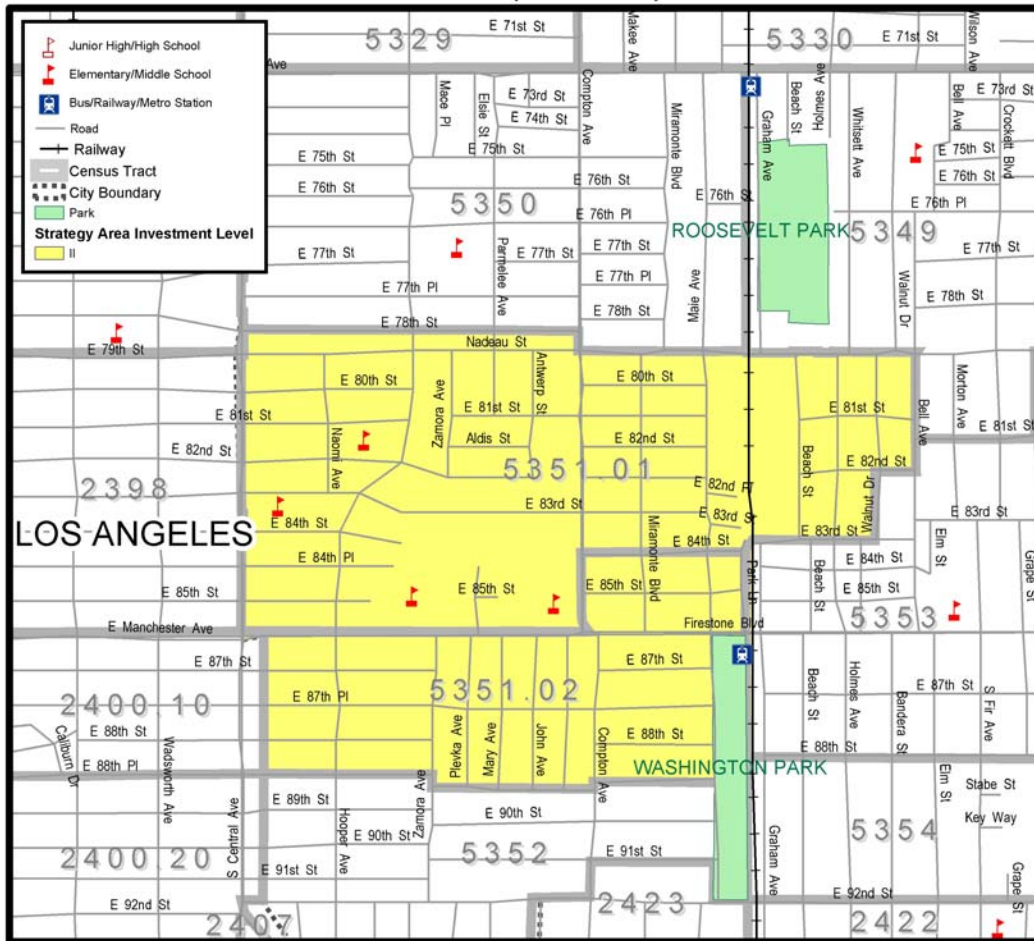 Junior High/High School
Elementary/Middle School
Bus/Railway/Metro Station
Road
Railway
Census Tract
City Boundary
Park
Strategy Area Investment Level
II
E 71st St
Makee Ave
Wilson Ave
5329
5330
E 71st St
Ave
Compton Ave
Mace Pl
Elsie St
E 73rd St
E 74th St
Miramonte Blvd
Graham Ave
Beach St
Holmes Ave
Whitsett Ave
Bell Ave
E 73rd St
Crockett Blvd
E 75th St
E 75th St
E 75th St
E 76th St
E 76th St
E 76th St
5350
E 76th Pl
E 76th Pl
ROOSEVELT PARK
5349
E 77th St
Parmelee Ave
E 77th St
E 77th St
E 77th St
E 77th Pl
E 77th Pl
Maie Ave
Walnut Dr
E 78th St
E 78th St
E 78th St
E 79th St
Nadeau St
E 80th St
Zamora Ave
Antwerp St
E 80th St
Morton Ave
E 81st St
E 81st St
E 81st St
Bell Ave
E 81st St
E 82nd St
Naomi Ave
Aldis St
E 82nd St
Beach St
E 82nd St
5351.01
2398
E 82nd Pl
Walnut Dr
LOS ANGELES
E 84th St
E 83rd St
Miramonte Blvd
E 83rd St
E 83rd St
E 83rd St
E 84th St
Elm St
E 84th Pl
E 84th St
Grape St
E 85th St
E 85th St
E 85th St
Park Ln
Beach St
E 85th St
5353
E Manchester Ave
Firestone Blvd
E 87th St
E 87th St
2400.10
E 87th Pl
5351.02
Beach St
Holmes Ave
Bandera St
E 87th St
S Fir Ave
E 88th St
Caliburn Dr
Wadsworth Ave
Plevka Ave
Mary Ave
John Ave
Compton Ave
E 88th St
E 88th St
E 88th Pl
WASHINGTON PARK
Elm St
Stabe St
E 89th St
Hooper Ave
Zamora Ave
E 90th St
Key Way
S Central Ave
E 90th St
5352
Graham Ave
5354
2400.20
E 91st St
E 91st St
Grape St
E 92nd St
E 92nd St
2407
2423
2422